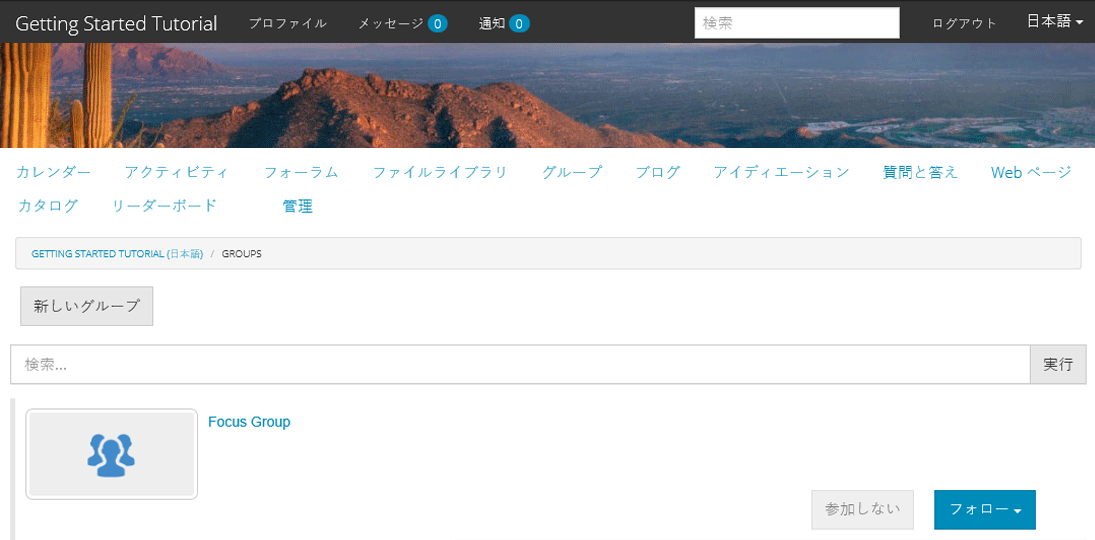 Getting Started Tutorial プロファイル メッセージ 0 通知 0 検索 ログアウト 日本語
カレンダー アクティビティ フォーラム ファイルライブラリ グループ ブログ アイディエーション 質問と答え Web ページ
カタログ リーダーボード 管理
GETTING STARTED TUTORIAL (日本語) / GROUPS
新しいグループ
検索... 実行
Focus Group
参加しない フォロー